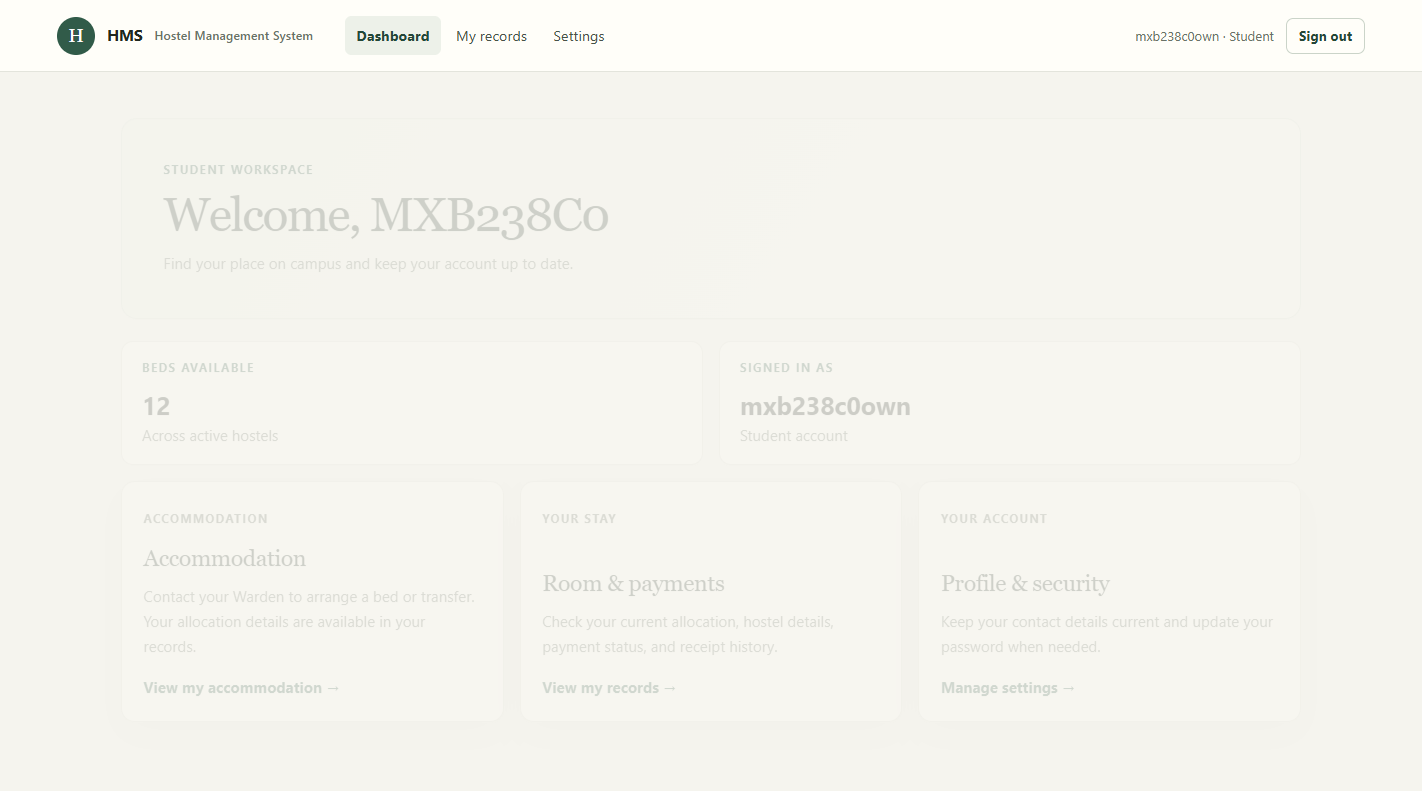 H HMS Hostel Management System Dashboard My records Settings mxb238c0own · Student Sign out
STUDENT WORKSPACE
Welcome, MXB238C0
Find your place on campus and keep your account up to date.
BEDS AVAILABLE
12
Across active hostels
SIGNED IN AS
mxb238c0own
Student account
ACCOMMODATION
Accommodation
Contact your Warden to arrange a bed or transfer.
Your allocation details are available in your
records.
View my accommodation →
YOUR STAY
Room & payments
Check your current allocation, hostel details,
payment status, and receipt history.
View my records →
YOUR ACCOUNT
Profile & security
Keep your contact details current and update your
password when needed.
Manage settings →